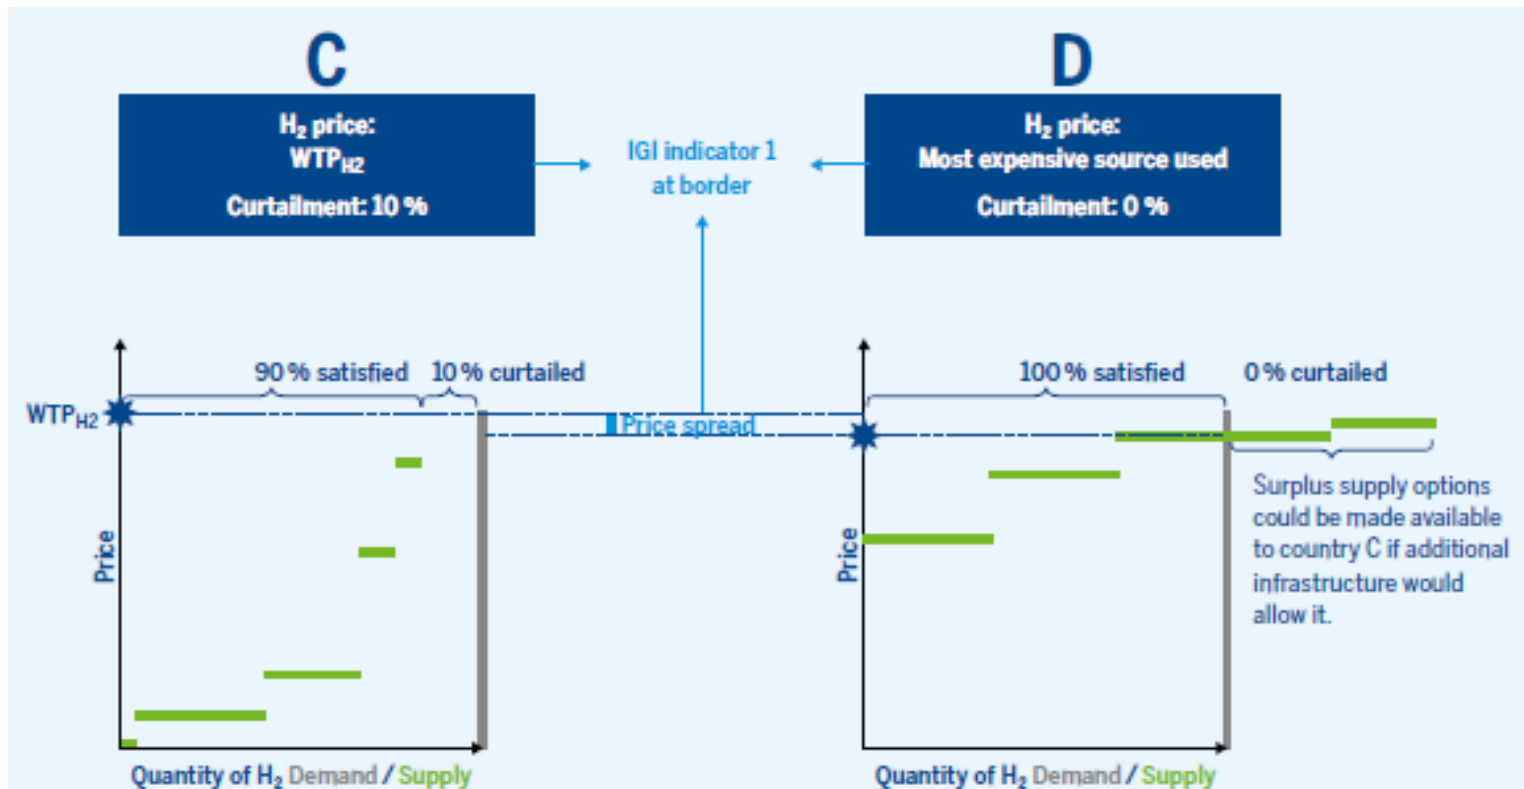 C
D
H₂ price:
WTPH2
Curtailment: 10 %
IGI indicator 1
at border
H₂ price:
Most expensive source used
Curtailment: 0 %
90 % satisfied
10 % curtailed
100 % satisfied
0 % curtailed
WTPH2
Price spread
Surplus supply options
could be made available
to country C if additional
infrastructure would
allow it.
Price
Price
Quantity of H₂ Demand / Supply
Quantity of H₂ Demand / Supply